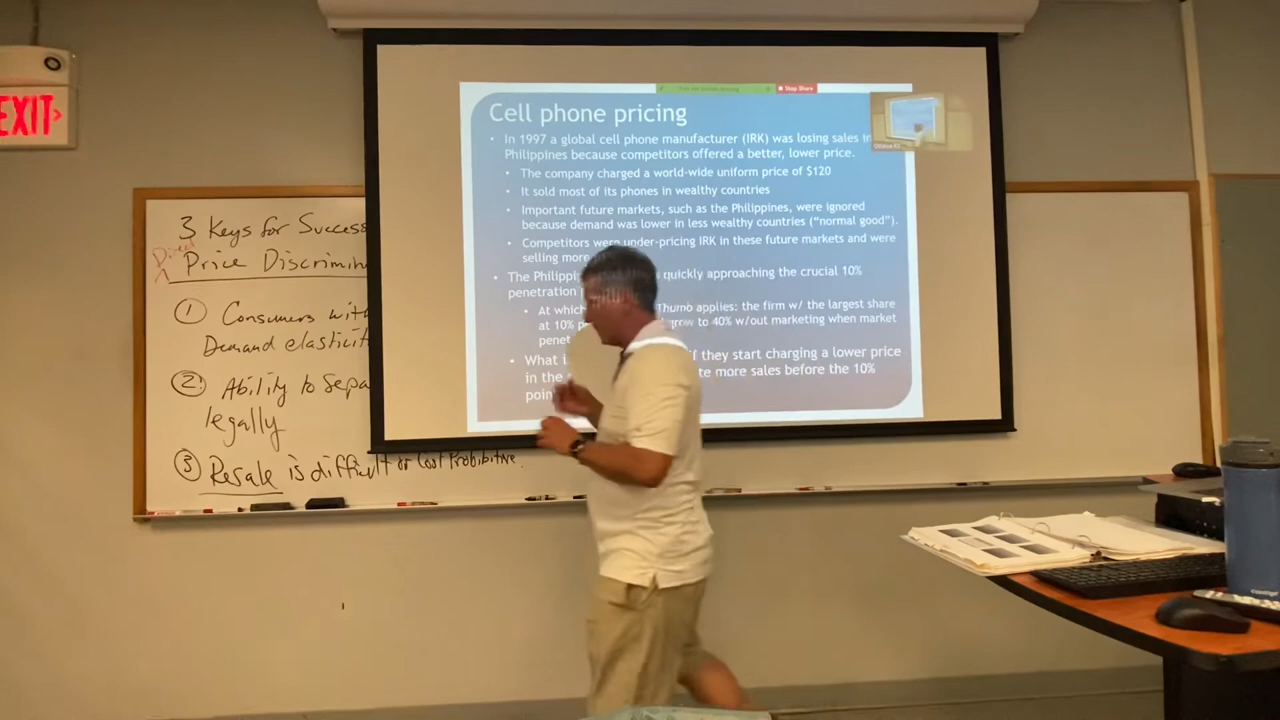 EXIT
3 Keys for Success
Direct
Price Discrimin
① Consumers with
Demand elasticit
② Ability to Sepa
legally
③ Resale is difficult or Cost Prohibitive.
Stop Share
Cell phone pricing
• In 1997 a global cell phone manufacturer (IRK) was losing sales in
Philippines because competitors offered a better, lower price.
• The company charged a world-wide uniform price of $120
• It sold most of its phones in wealthy countries
• Important future markets, such as the Philippines, were ignored
because demand was lower in less wealthy countries ("normal good").
• Competitors were under-pricing IRK in these future markets and were
selling more
• The Philippi quickly approaching the crucial 10%
penetration
• At which Thumb applies: the firm w/ the largest share
at 10% grow to 40% w/out marketing when market
penet
• What i if they start charging a lower price
in the te more sales before the 10%
poin